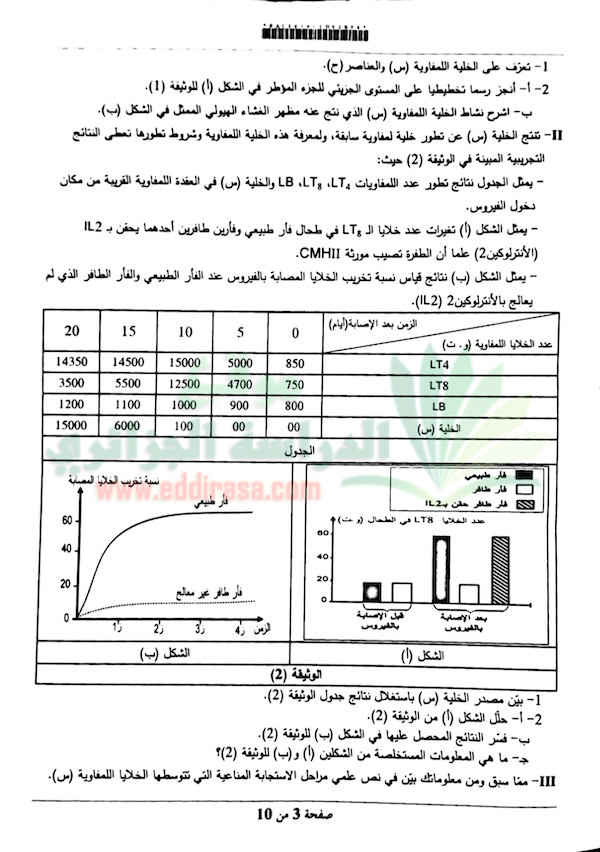 1- تعرّف على الخلية اللمفاوية (س) والعناصر(ح).
2- أ- أنجز رسما تخطيطيا على المستوى الجزيئي للجزء المؤطر في الشكل (أ) للوثيقة (1).
ب- اشرح نشاط الخلية اللمفاوية (س) الذي نتج عنه مظهر الغشاء الهيولي الممثل في الشكل (ب).
II- تنتج الخلية (س) عن تطور خلية لمفاوية سابقة، ولمعرفة هذه الخلية اللمفاوية وشروط تطورها تعطى النتائج
التجريبية المبينة في الوثيقة (2) حيث:
- يمثل الجدول نتائج تطور عدد اللمفاويات LT4، LT8، LB والخلية (س) في العقدة اللمفاوية القريبة من مكان
دخول الفيروس.
- يمثل الشكل (أ) تغيرات عدد خلايا الـ LT8 في طحال فأر طبيعي وفأرين طافرين أحدهما يحقن بـ IL2
(الأنترلوكين2) علما أن الطفرة تصيب مورثة CMHII.
- يمثل الشكل (ب) نتائج قياس نسبة تخريب الخلايا المصابة بالفيروس عند الفأر الطبيعي والفأر الطافر الذي لم
يعالج بالأنترلوكين2 (IL2).
الزمن بعد الإصابة(أيام) 0 5 10 15 20
عدد الخلايا اللمفاوية (و. ت)
LT4 850 5000 15000 14500 14350
LT8 750 4700 12500 5500 3500
LB 800 900 1000 1100 1200
الخلية (س) 00 00 100 6000 15000
الجدول
موقع
الدراسة الجزائري
www.eddirasa.com
فأر طبيعي
فأر طافر
فأر طافر حقن بـIL2
عدد الخلايا LT8 في الطحال (و.ت)
60
40
20
0
قبل الإصابة بالفيروس
بعد الإصابة بالفيروس
الشكل (أ)
نسبة تخريب الخلايا المصابة
60
40
20
0
فأر طبيعي
فأر طافر غير معالج
ز1 ز2 ز3 ز4 الزمن
الشكل (ب)
الوثيقة (2)
1- بيّن مصدر الخلية (س) باستغلال نتائج جدول الوثيقة (2).
2- أ- حلّل الشكل (أ) من الوثيقة (2).
ب- فسّر النتائج المحصل عليها في الشكل (ب) للوثيقة (2).
جـ- ما هي المعلومات المستخلصة من الشكلين (أ) و(ب) للوثيقة (2)؟
III- ممّا سبق ومن معلوماتك بيّن في نص علمي مراحل الاستجابة المناعية التي تتوسطها الخلايا اللمفاوية (س).
صفحة 3 من 10